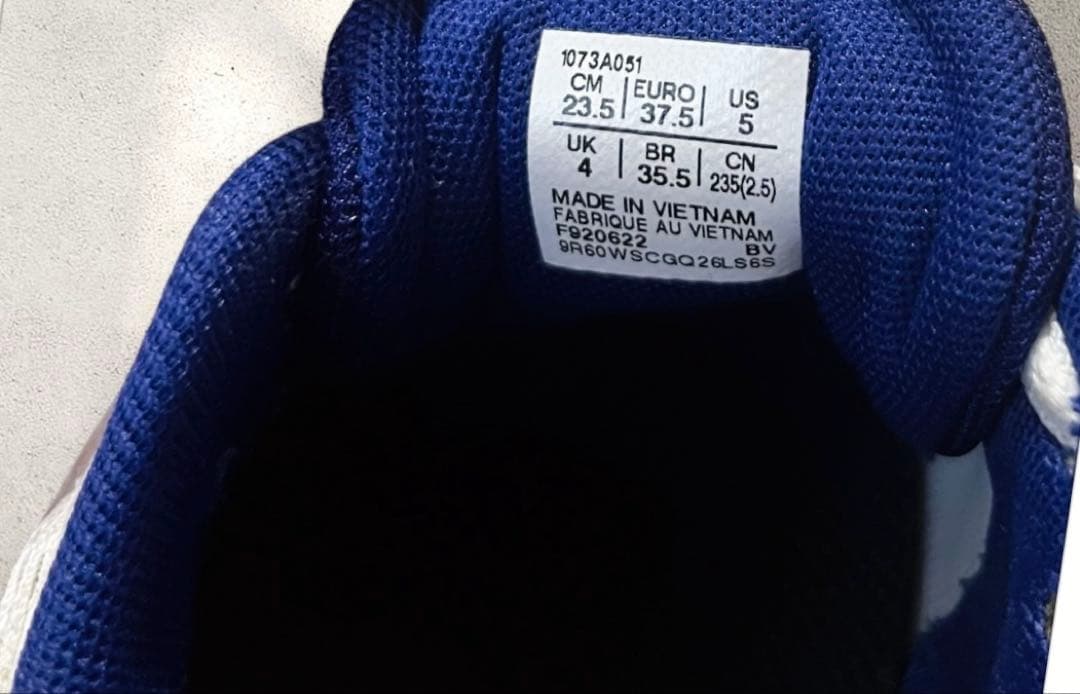 1073A051
CM | EURO | US
23.5 | 37.5 | 5
UK | BR | CN
4 | 35.5 | 235(2.5)
MADE IN VIETNAM
FABRIQUE AU VIETNAM
F920622 BV
9R60WSCGQ26LS6S